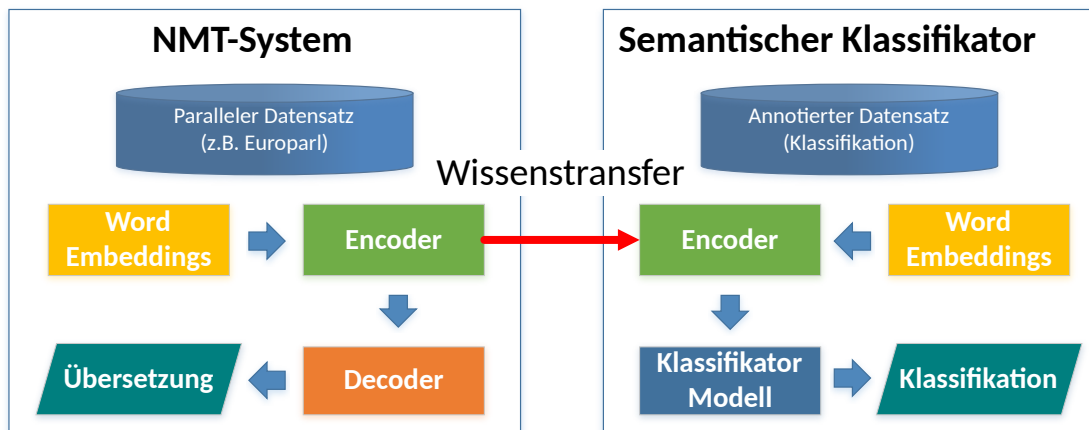 NMT-System
Paralleler Datensatz
(z.B. Europarl)
Word
Embeddings
Encoder
Übersetzung
Decoder
Wissenstransfer
Semantischer Klassifikator
Annotierter Datensatz
(Klassifikation)
Encoder
Word
Embeddings
Klassifikator
Modell
Klassifikation